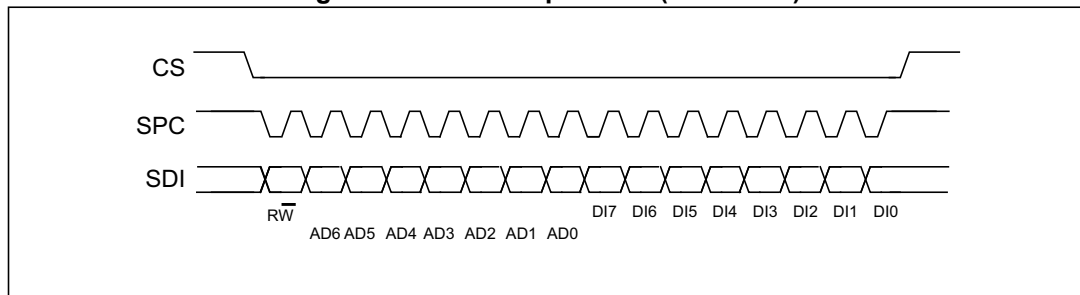 CS
SPC
SDI
RW̅
DI7 DI6 DI5 DI4 DI3 DI2 DI1 DI0
AD6 AD5 AD4 AD3 AD2 AD1 AD0